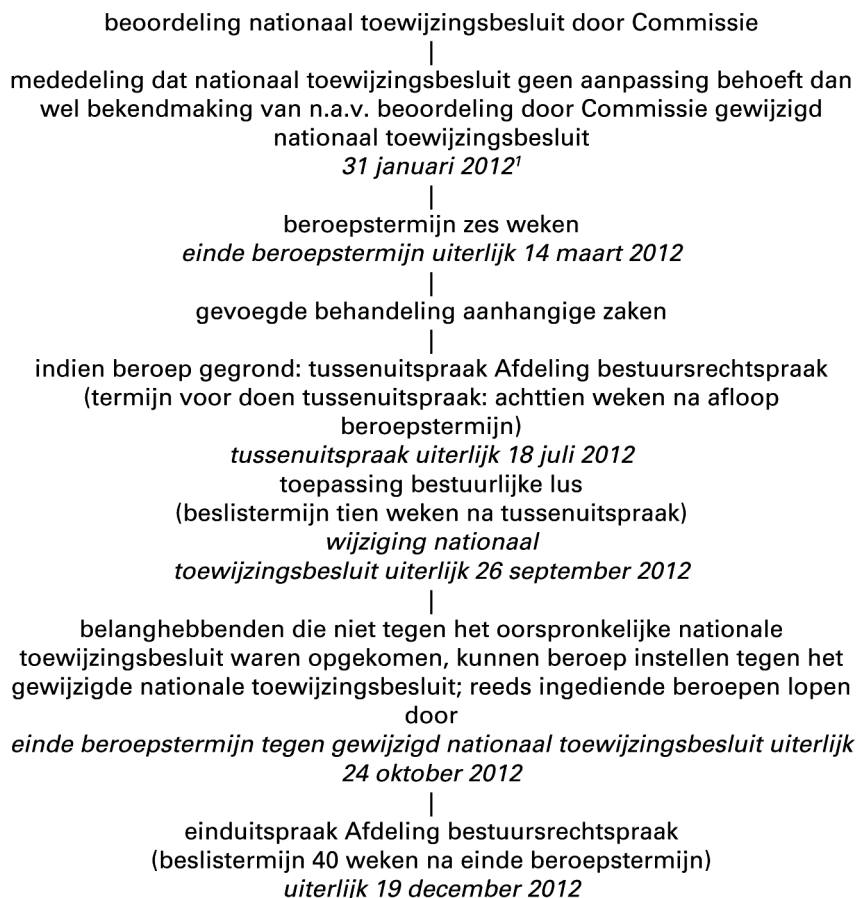 beoordeling nationaal toewijzingsbesluit door Commissie
|
mededeling dat nationaal toewijzingsbesluit geen aanpassing behoeft dan
wel bekendmaking van n.a.v. beoordeling door Commissie gewijzigd
nationaal toewijzingsbesluit
31 januari 2012¹
|
beroepstermijn zes weken
einde beroepstermijn uiterlijk 14 maart 2012
|
gevoegde behandeling aanhangige zaken
|
indien beroep gegrond: tussenuitspraak Afdeling bestuursrechtspraak
(termijn voor doen tussenuitspraak: achttien weken na afloop
beroepstermijn)
tussenuitspraak uiterlijk 18 juli 2012
toepassing bestuurlijke lus
(beslistermijn tien weken na tussenuitspraak)
wijziging nationaal
toewijzingsbesluit uiterlijk 26 september 2012
|
belanghebbenden die niet tegen het oorspronkelijke nationale
toewijzingsbesluit waren opgekomen, kunnen beroep instellen tegen het
gewijzigde nationale toewijzingsbesluit; reeds ingediende beroepen lopen
door
einde beroepstermijn tegen gewijzigd nationaal toewijzingsbesluit uiterlijk
24 oktober 2012
|
einduitspraak Afdeling bestuursrechtspraak
(beslistermijn 40 weken na einde beroepstermijn)
uiterlijk 19 december 2012